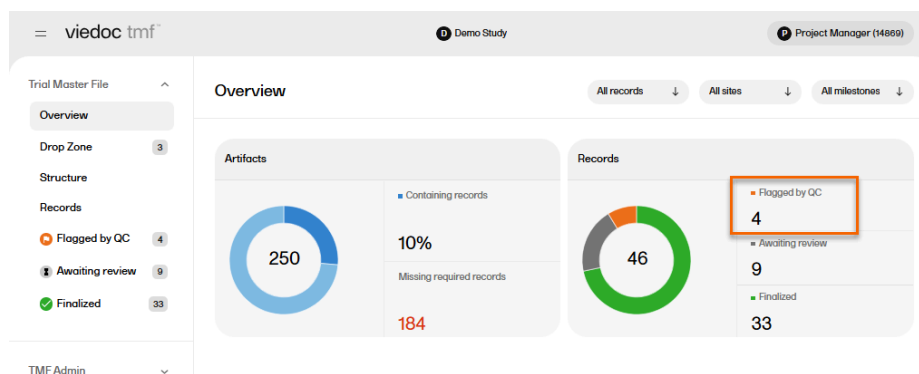 viedoc tmf™
D Demo Study
P Project Manager (14869)
Trial Master File
Overview
Drop Zone 3
Structure
Records
Flagged by QC 4
Awaiting review 9
Finalized 33
TMF Admin
Overview
All records ↓
All sites ↓
All milestones ↓
Artifacts
250
Containing records
10%
Missing required records
184
Records
46
Flagged by QC
4
Awaiting review
9
Finalized
33